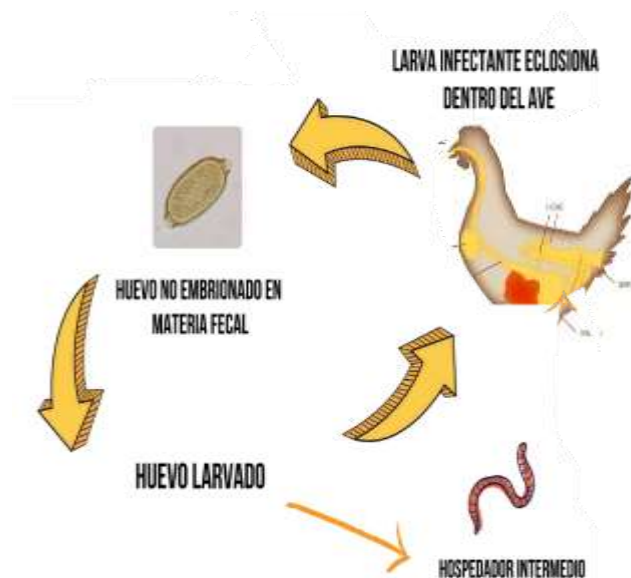 LARVA INFECTANTE ECLOSIONA
DENTRO DEL AVE
HUEVO NO EMBRIONADO EN
MATERIA FECAL
HUEVO LARVADO
HOSPEDADOR INTERMEDIO